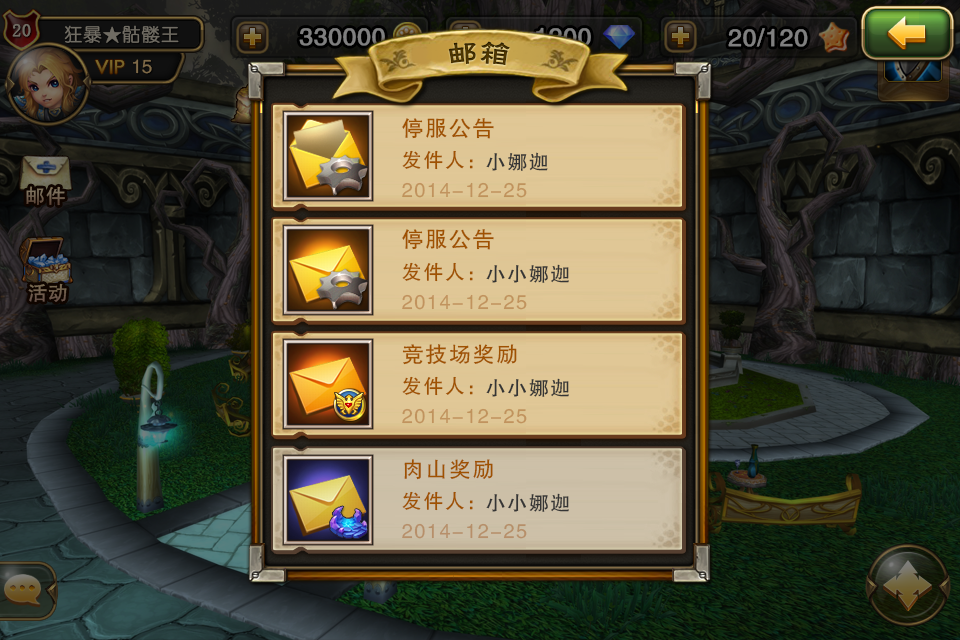 20
狂暴★骷髅王
VIP 15
330000
20/120
邮箱
邮件
活动
停服公告
发件人：小娜迦
2014-12-25
停服公告
发件人：小小娜迦
2014-12-25
竞技场奖励
发件人：小小娜迦
2014-12-25
肉山奖励
发件人：小小娜迦
2014-12-25